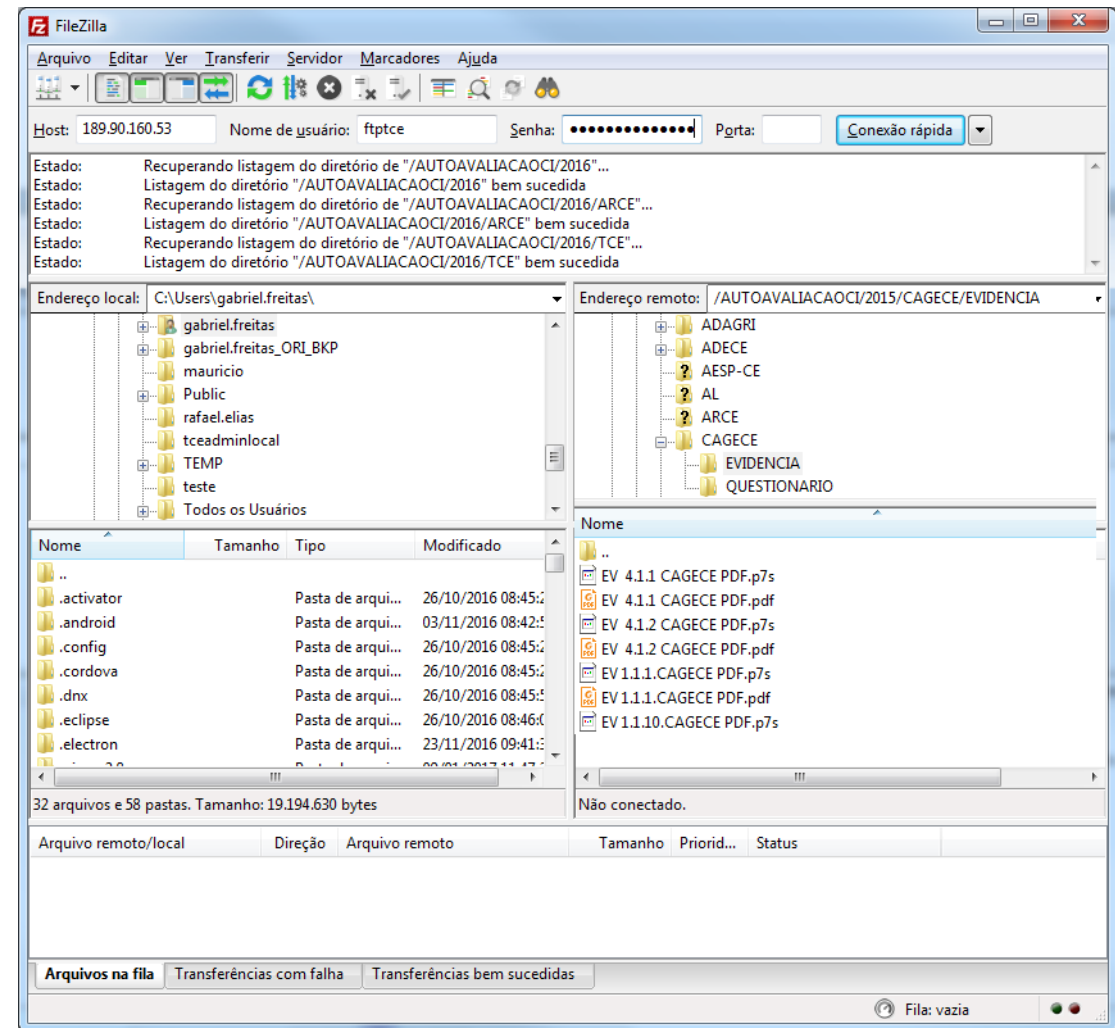 FileZilla
Arquivo Editar Ver Transferir Servidor Marcadores Ajuda
Host: 189.90.160.53 Nome de usuário: ftptce Senha: ●●●●●●●●●●●●●● Porta: Conexão rápida
Estado: Recuperando listagem do diretório de "/AUTOAVALIACAOCI/2016"...
Estado: Listagem do diretório "/AUTOAVALIACAOCI/2016" bem sucedida
Estado: Recuperando listagem do diretório de "/AUTOAVALIACAOCI/2016/ARCE"...
Estado: Listagem do diretório "/AUTOAVALIACAOCI/2016/ARCE" bem sucedida
Estado: Recuperando listagem do diretório de "/AUTOAVALIACAOCI/2016/TCE"...
Estado: Listagem do diretório "/AUTOAVALIACAOCI/2016/TCE" bem sucedida
Endereço local: C:\Users\gabriel.freitas\
gabriel.freitas
gabriel.freitas_ORI_BKP
mauricio
Public
rafael.elias
tceadminlocal
TEMP
teste
Todos os Usuários
Nome Tamanho Tipo Modificado
..
.activator Pasta de arqui... 26/10/2016 08:45:2
.android Pasta de arqui... 03/11/2016 08:42:5
.config Pasta de arqui... 26/10/2016 08:45:2
.cordova Pasta de arqui... 26/10/2016 08:45:2
.dnx Pasta de arqui... 26/10/2016 08:45:5
.eclipse Pasta de arqui... 26/10/2016 08:46:0
.electron Pasta de arqui... 23/11/2016 09:41:3
32 arquivos e 58 pastas. Tamanho: 19.194.630 bytes
Endereço remoto: /AUTOAVALIACAOCI/2015/CAGECE/EVIDENCIA
ADAGRI
ADECE
AESP-CE
AL
ARCE
CAGECE
EVIDENCIA
QUESTIONARIO
Nome
..
EV 4.1.1 CAGECE PDF.p7s
EV 4.1.1 CAGECE PDF.pdf
EV 4.1.2 CAGECE PDF.p7s
EV 4.1.2 CAGECE PDF.pdf
EV 1.1.1.CAGECE PDF.p7s
EV 1.1.1.CAGECE PDF.pdf
EV 1.1.10.CAGECE PDF.p7s
Não conectado.
Arquivo remoto/local Direção Arquivo remoto Tamanho Priorid... Status
Arquivos na fila Transferências com falha Transferências bem sucedidas
Fila: vazia